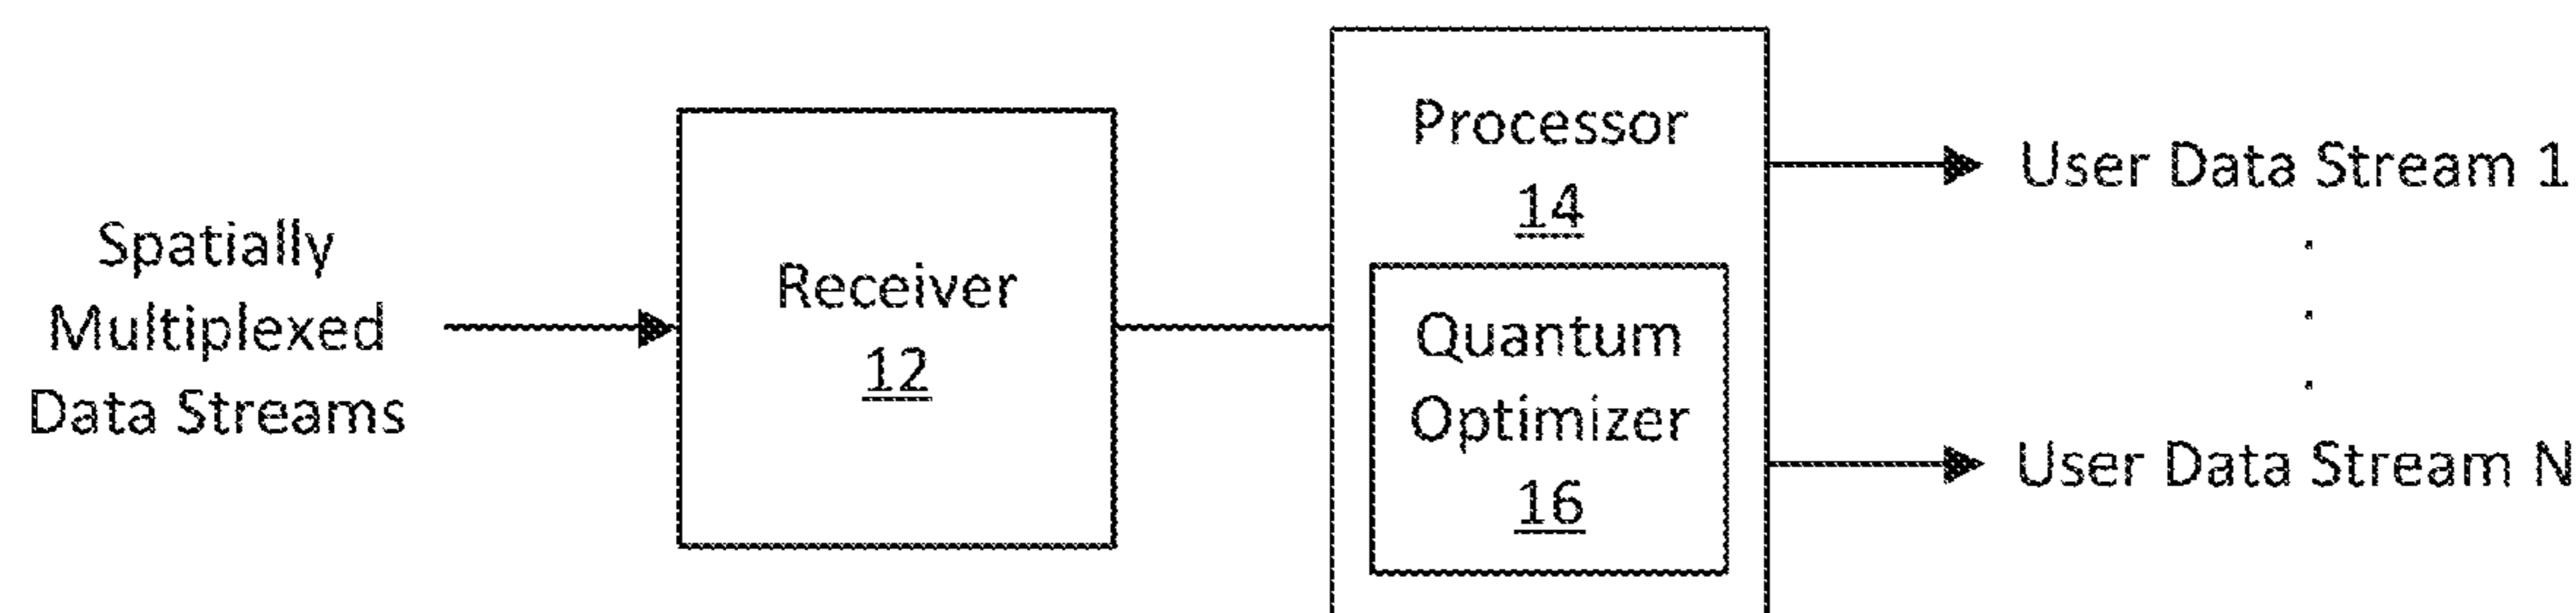 Spatially
Multiplexed
Data Streams
Receiver
12
Processor
14
Quantum
Optimizer
16
User Data Stream 1
.
.
.
User Data Stream N